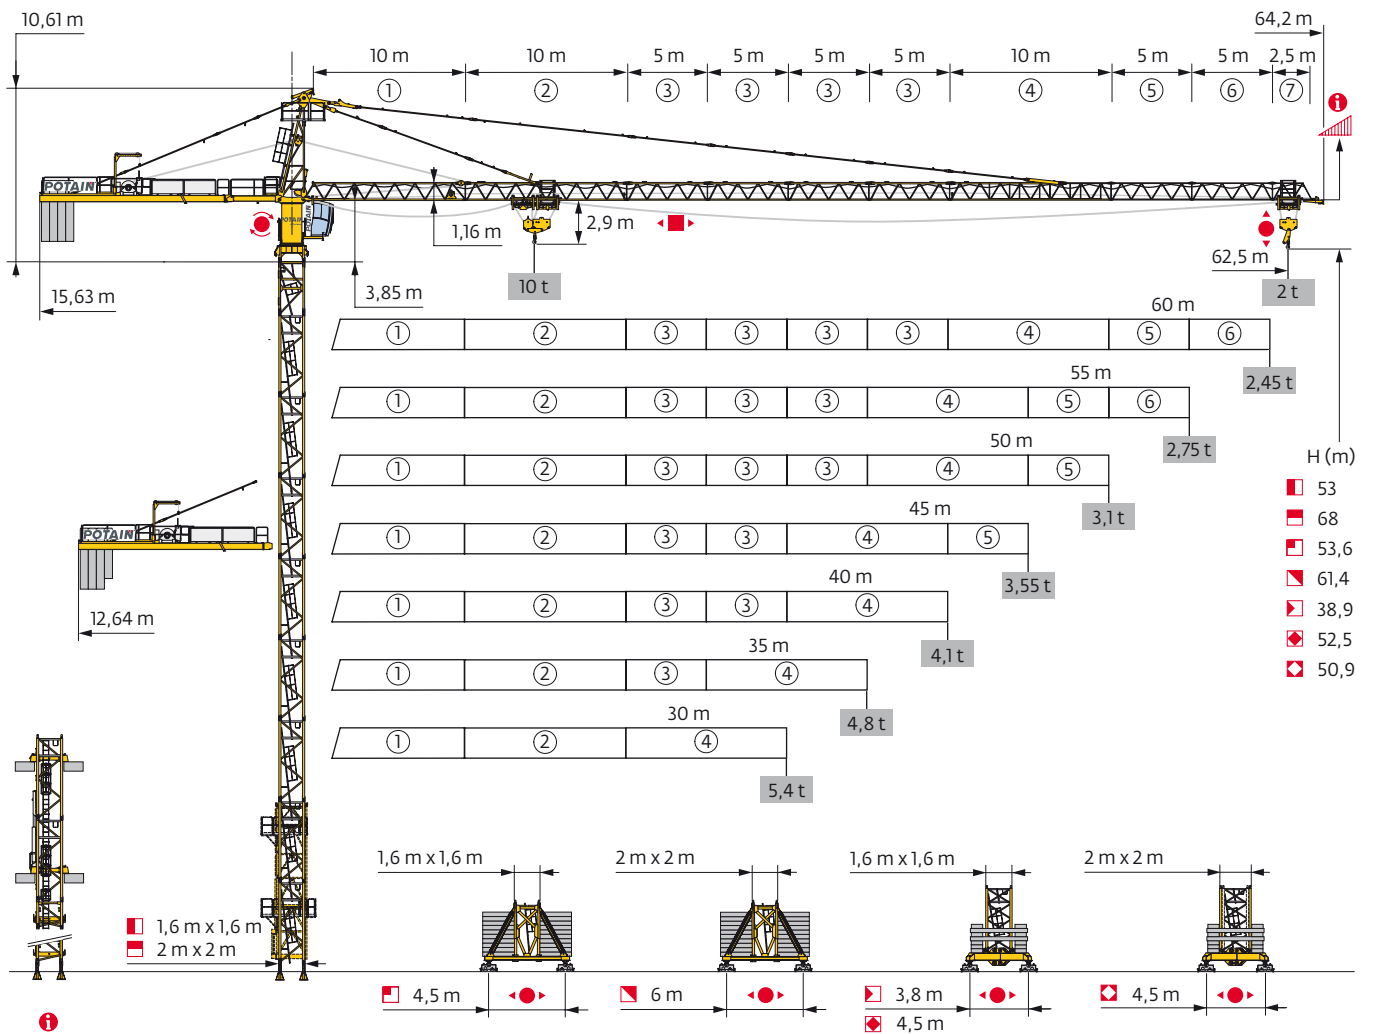 10,61 m
64,2 m
10 m 10 m 5 m 5 m 5 m 5 m 10 m 5 m 5 m 2,5 m
1 2 3 3 3 3 4 5 6 7
i
POTAIN
POTAIN
POTAIN
1,16 m
2,9 m
62,5 m
10 t
2 t
15,63 m
3,85 m
60 m
1 2 3 3 3 3 4 5 6
2,45 t
55 m
1 2 3 3 3 4 5 6
2,75 t
50 m
1 2 3 3 3 4 5
3,1 t
45 m
1 2 3 3 4 5
3,55 t
40 m
1 2 3 3 4
4,1 t
35 m
1 2 3 4
4,8 t
30 m
1 2 4
5,4 t
H (m)
53
68
53,6
61,4
38,9
52,5
50,9
POTAIN
12,64 m
1,6 m x 1,6 m
2 m x 2 m
i
1,6 m x 1,6 m
4,5 m
2 m x 2 m
6 m
1,6 m x 1,6 m
3,8 m
4,5 m
2 m x 2 m
4,5 m